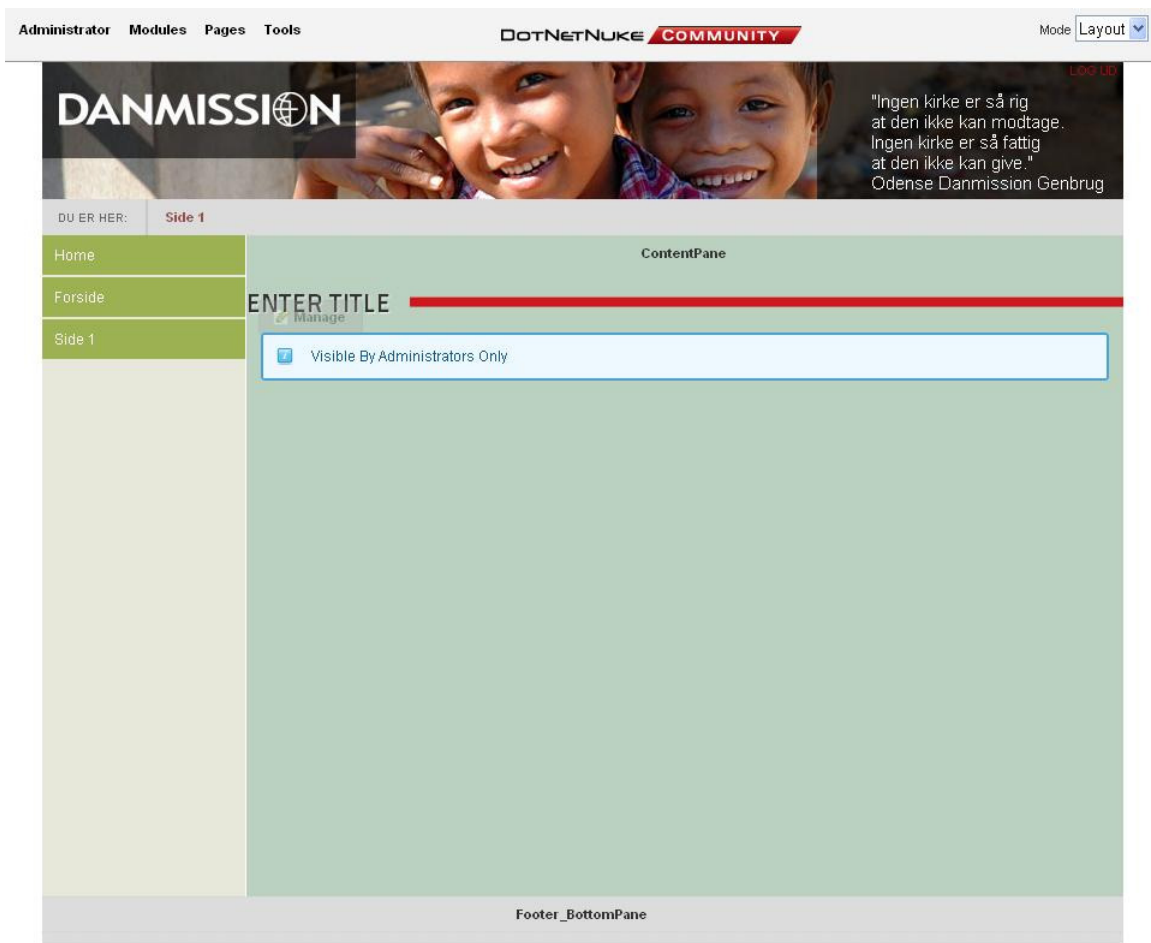 Administrator Modules Pages Tools
DOTNETNUKE COMMUNITY
Mode Layout
LOG UD
DANMISSION
"Ingen kirke er så rig
at den ikke kan modtage.
Ingen kirke er så fattig
at den ikke kan give."
Odense Danmission Genbrug
DU ER HER: Side 1
Home
Forside
Side 1
ContentPane
ENTER TITLE
Manage
Visible By Administrators Only
Footer_BottomPane